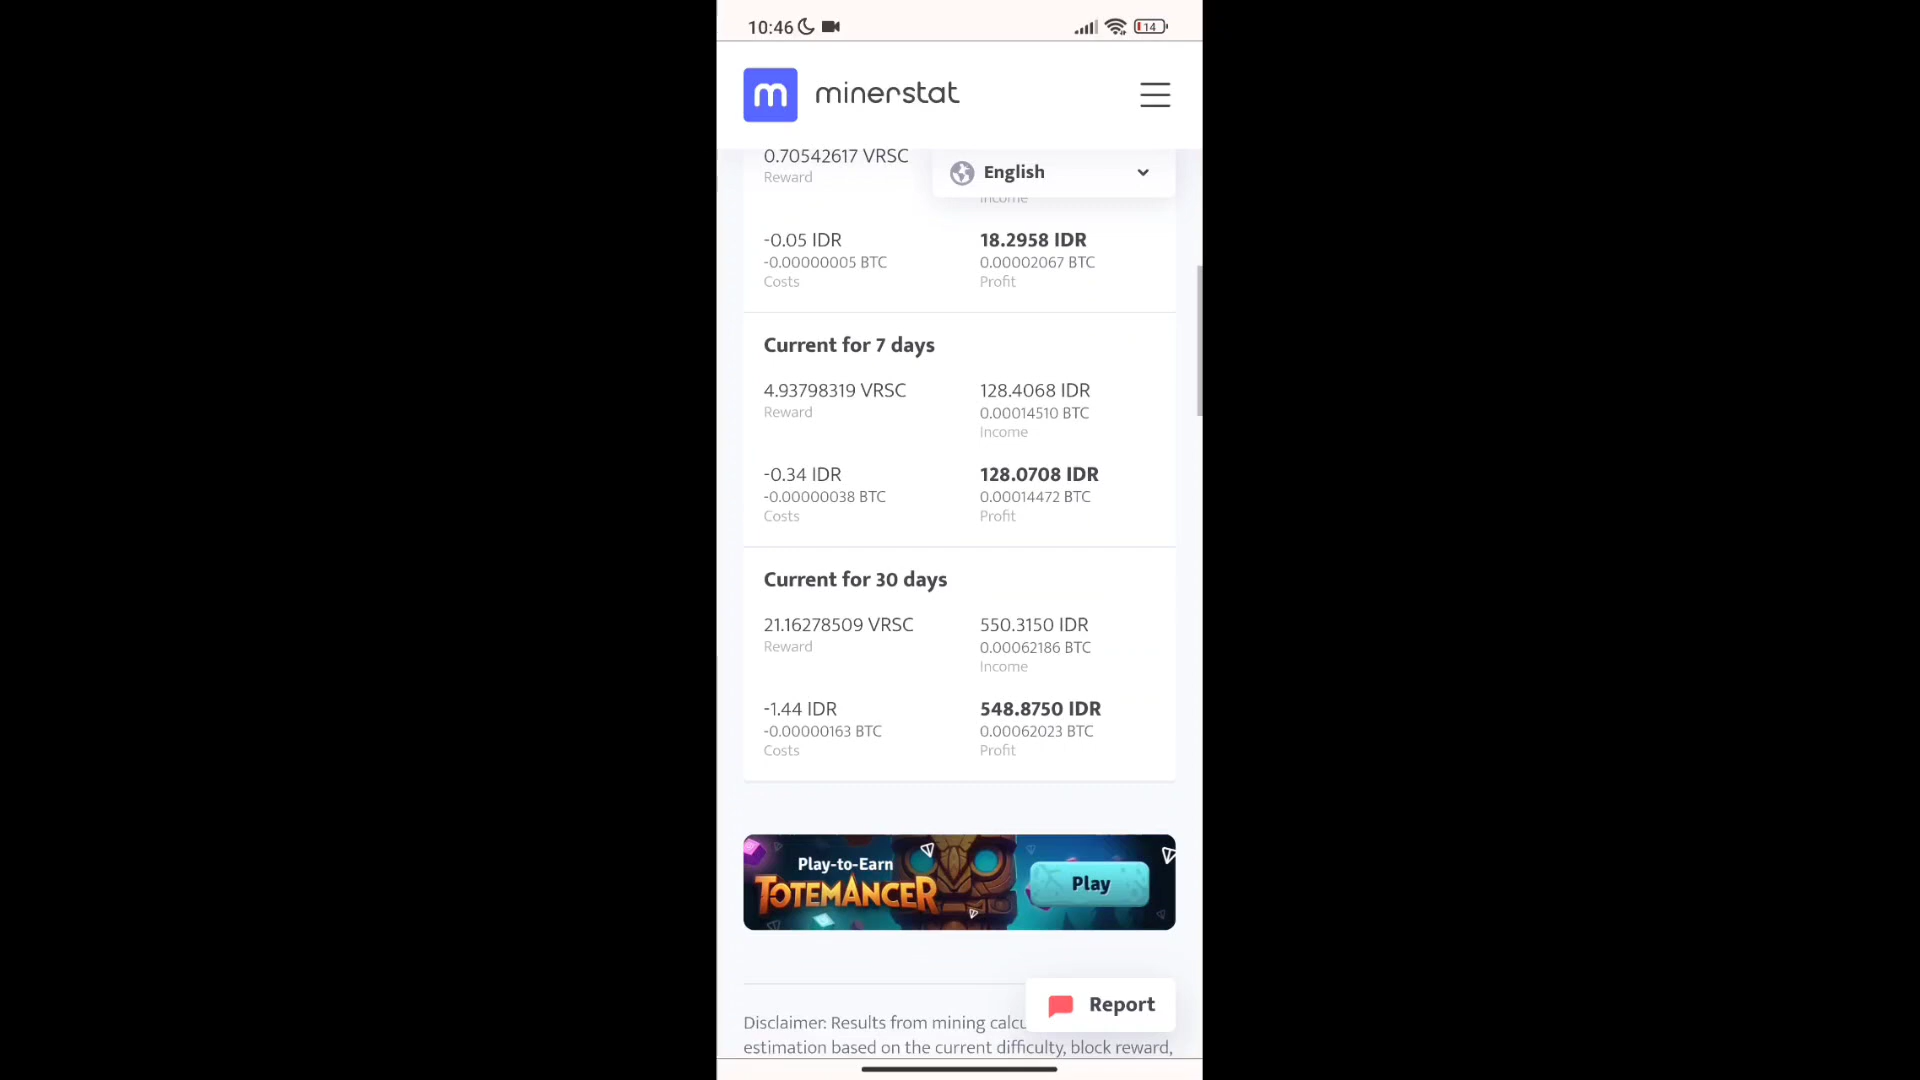 10:46
14
m minerstat
0.70542617 VRSC
Reward
English
Income
-0.05 IDR
-0.00000005 BTC
Costs
18.2958 IDR
0.00002067 BTC
Profit
Current for 7 days
4.93798319 VRSC
Reward
128.4068 IDR
0.00014510 BTC
Income
-0.34 IDR
-0.00000038 BTC
Costs
128.0708 IDR
0.00014472 BTC
Profit
Current for 30 days
21.16278509 VRSC
Reward
550.3150 IDR
0.00062186 BTC
Income
-1.44 IDR
-0.00000163 BTC
Costs
548.8750 IDR
0.00062023 BTC
Profit
Play-to-Earn
TOTEMANCER
Play
Report
Disclaimer: Results from mining calcu
estimation based on the current difficulty, block reward,